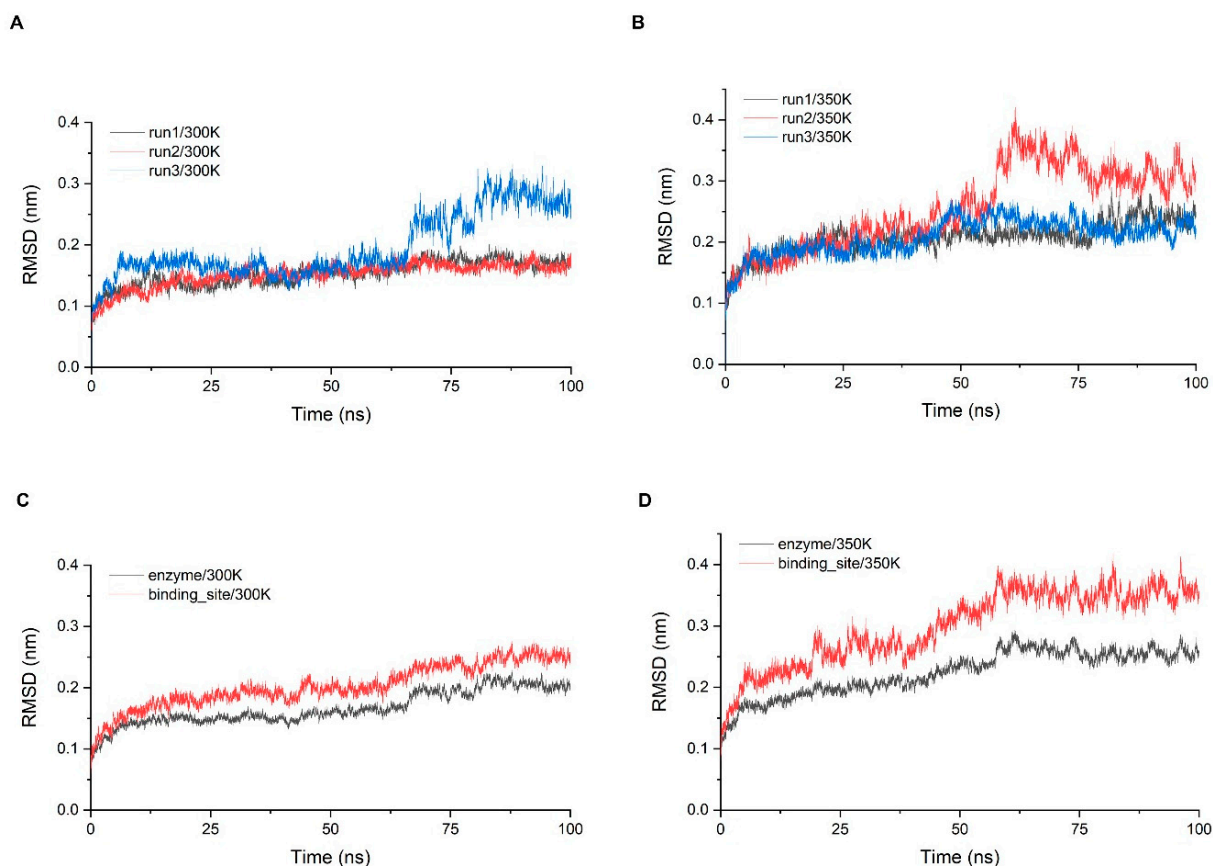 A
run1/300K
run2/300K
run3/300K
RMSD (nm)
0.4
0.3
0.2
0.1
0.0
0 25 50 75 100
Time (ns)
B
run1/350K
run2/350K
run3/350K
RMSD (nm)
0.4
0.3
0.2
0.1
0.0
0 25 50 75 100
Time (ns)
C
enzyme/300K
binding_site/300K
RMSD (nm)
0.4
0.3
0.2
0.1
0.0
0 25 50 75 100
Time (ns)
D
enzyme/350K
binding_site/350K
RMSD (nm)
0.4
0.3
0.2
0.1
0.0
0 25 50 75 100
Time (ns)